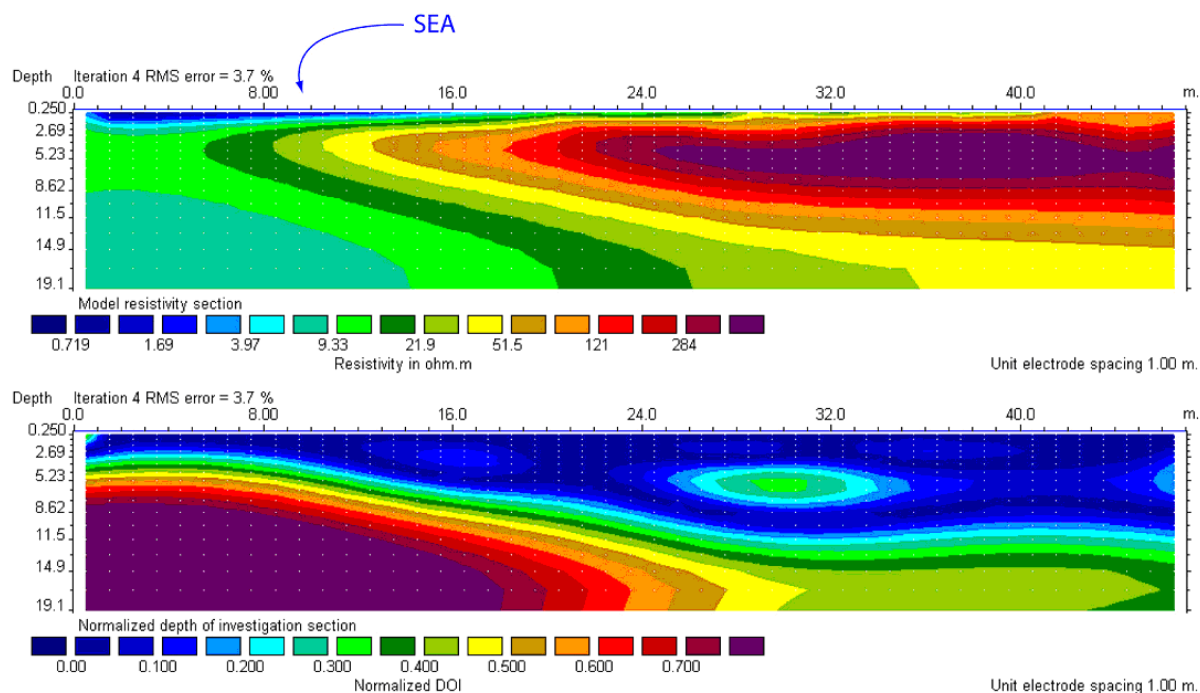 SEA
Depth Iteration 4 RMS error = 3.7 %
0.0 8.00 16.0 24.0 32.0 40.0 m.
0.250
2.69
5.23
8.62
11.5
14.9
19.1
Model resistivity section
0.719 1.69 3.97 9.33 21.9 51.5 121 284
Resistivity in ohm.m Unit electrode spacing 1.00 m.
Depth Iteration 4 RMS error = 3.7 %
0.0 8.00 16.0 24.0 32.0 40.0 m.
0.250
2.69
5.23
8.62
11.5
14.9
19.1
Normalized depth of investigation section
0.00 0.100 0.200 0.300 0.400 0.500 0.600 0.700
Normalized DOI Unit electrode spacing 1.00 m.